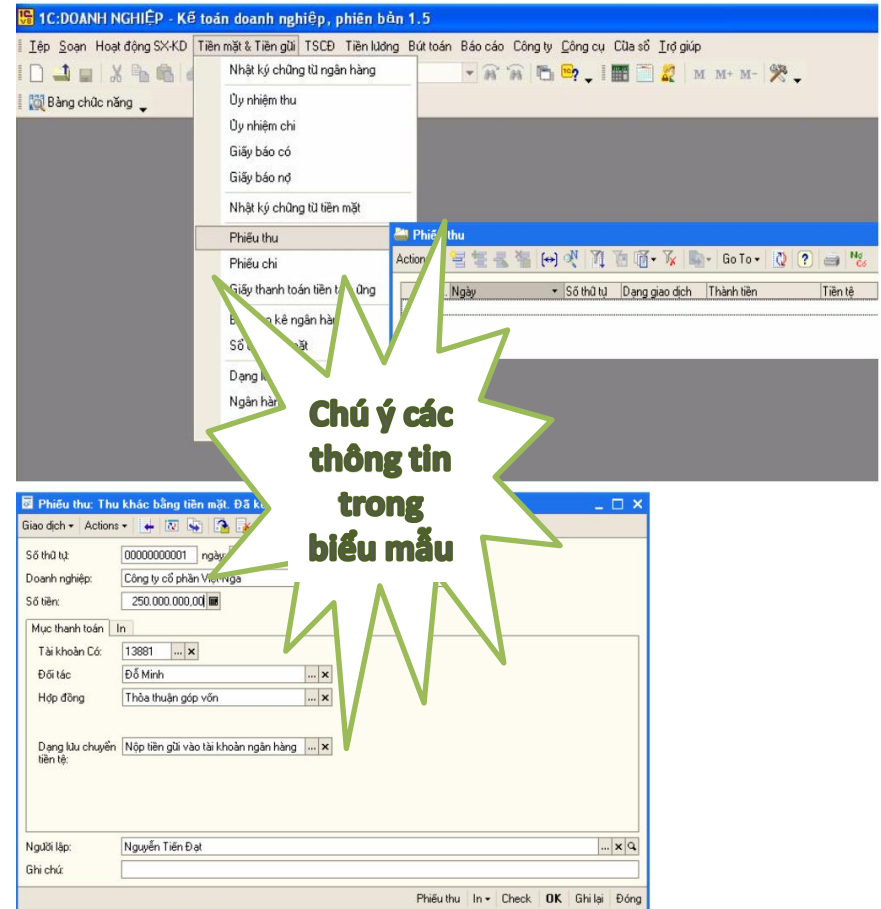 1C:DOANH NGHIỆP - Kế toán doanh nghiệp, phiên bản 1.5
Tệp Soạn Hoạt động SX-KD Tiền mặt & Tiền gửi TSCĐ Tiền lương Bút toán Báo cáo Công ty Công cụ Cửa sổ Trợ giúp
M M+ M-
Bảng chức năng
Nhật ký chứng từ ngân hàng
Ủy nhiệm thu
Ủy nhiệm chi
Giấy báo có
Giấy báo nợ
Nhật ký chứng từ tiền mặt
Phiếu thu
Phiếu chi
Giấy thanh toán tiền tạm ứng
kê ngân hàng
Sổ
Dạng
Ngân hàng
Phiếu thu
Actions Go To
Ngày Số thứ tự Dạng giao dịch Thành tiền Tiền tệ
Chú ý các
thông tin
trong
biểu mẫu
Phiếu thu: Thu khác bằng tiền mặt. Đã
Giao dịch Actions
Số thứ tự: 00000000001 ngày
Doanh nghiệp: Công ty cổ phần Việt Nga
Số tiền: 250.000.000,00
Mục thanh toán In
Tài khoản Có: 13881 ... x
Đối tác Đỗ Minh ... x
Hợp đồng Thỏa thuận góp vốn ... x
Dạng lưu chuyển Nộp tiền gửi vào tài khoản ngân hàng ... x
tiền tệ:
Người lập: Nguyễn Tiến Đạt ... x
Ghi chú:
Phiếu thu In Check OK Ghi lại Đóng